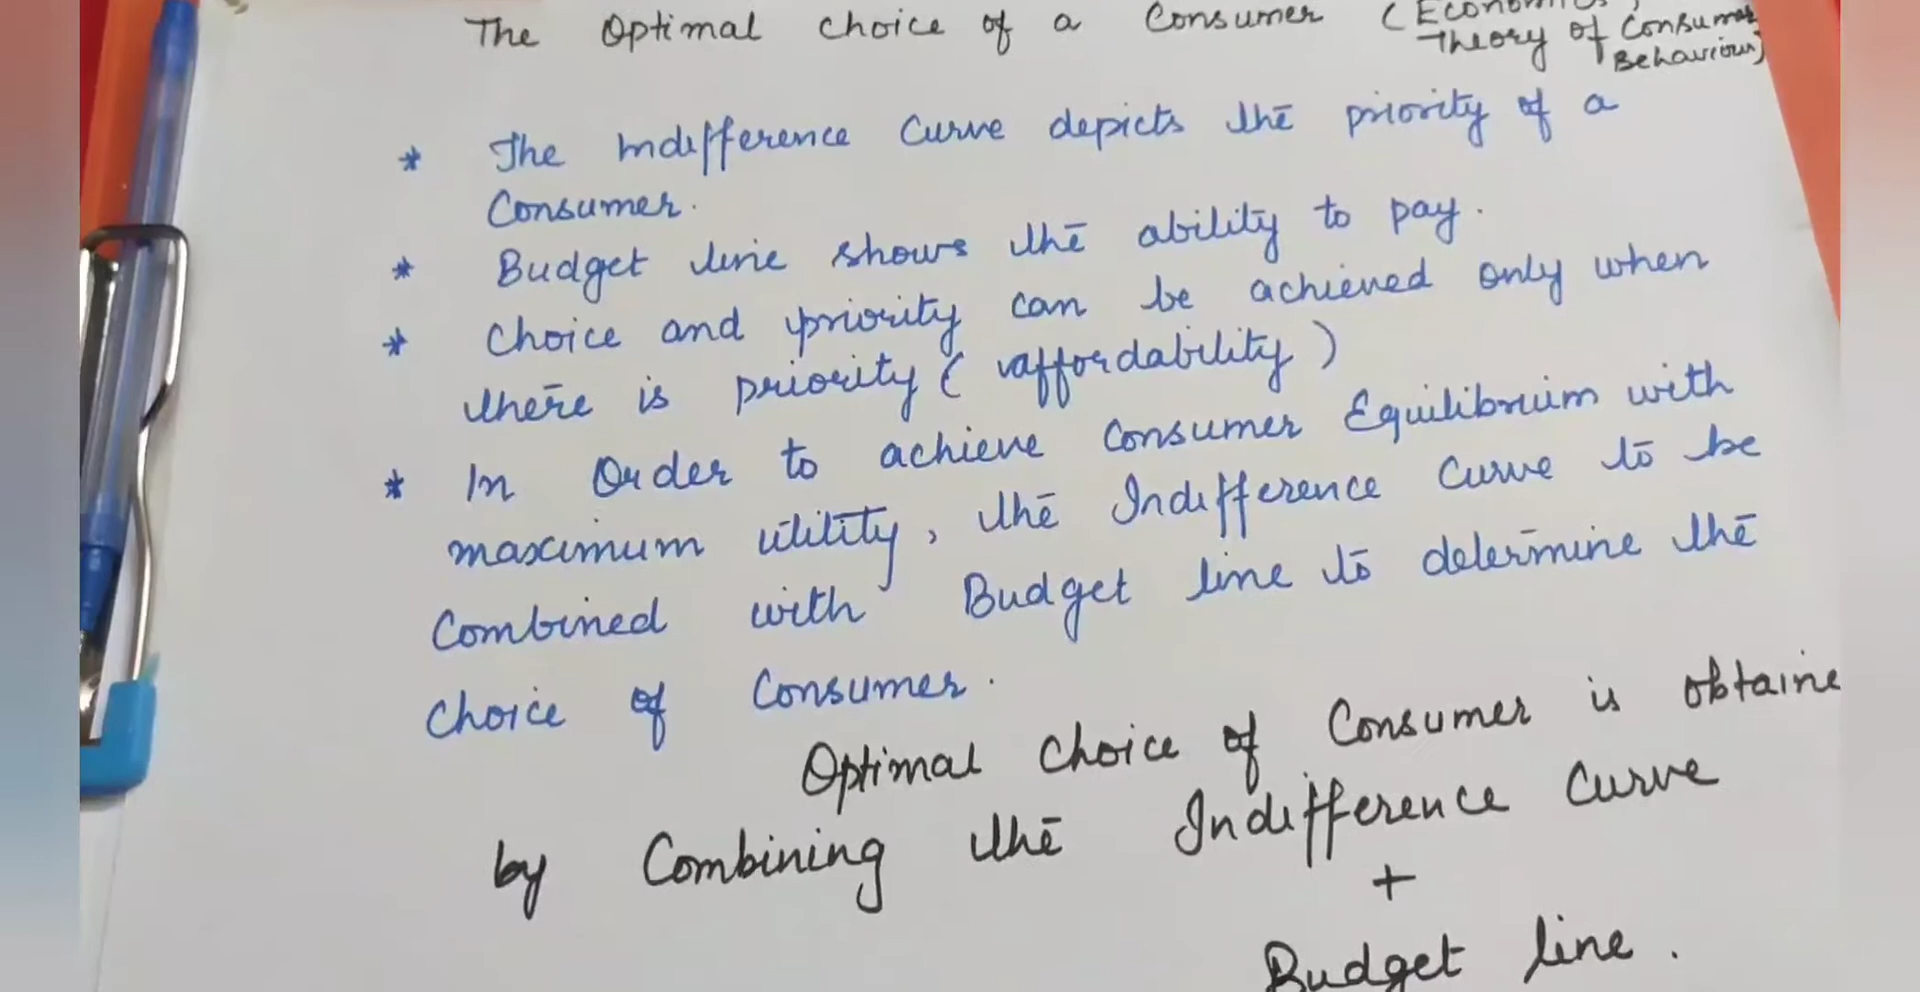 The Optimal choice of a Consumer (Economics,
Theory of Consumer
Behaviour)
* The Indifference Curve depicts the priority of a
Consumer.
* Budget line shows the ability to pay.
* Choice and priority can be achieved only when
there is priority (affordability)
* In Order to achieve Consumer Equilibrium with
maximum utility, the Indifference Curve to be
Combined with Budget line to determine the
choice of Consumer.
Optimal choice of Consumer is obtaine
by Combining the Indifference Curve
+
Budget line.